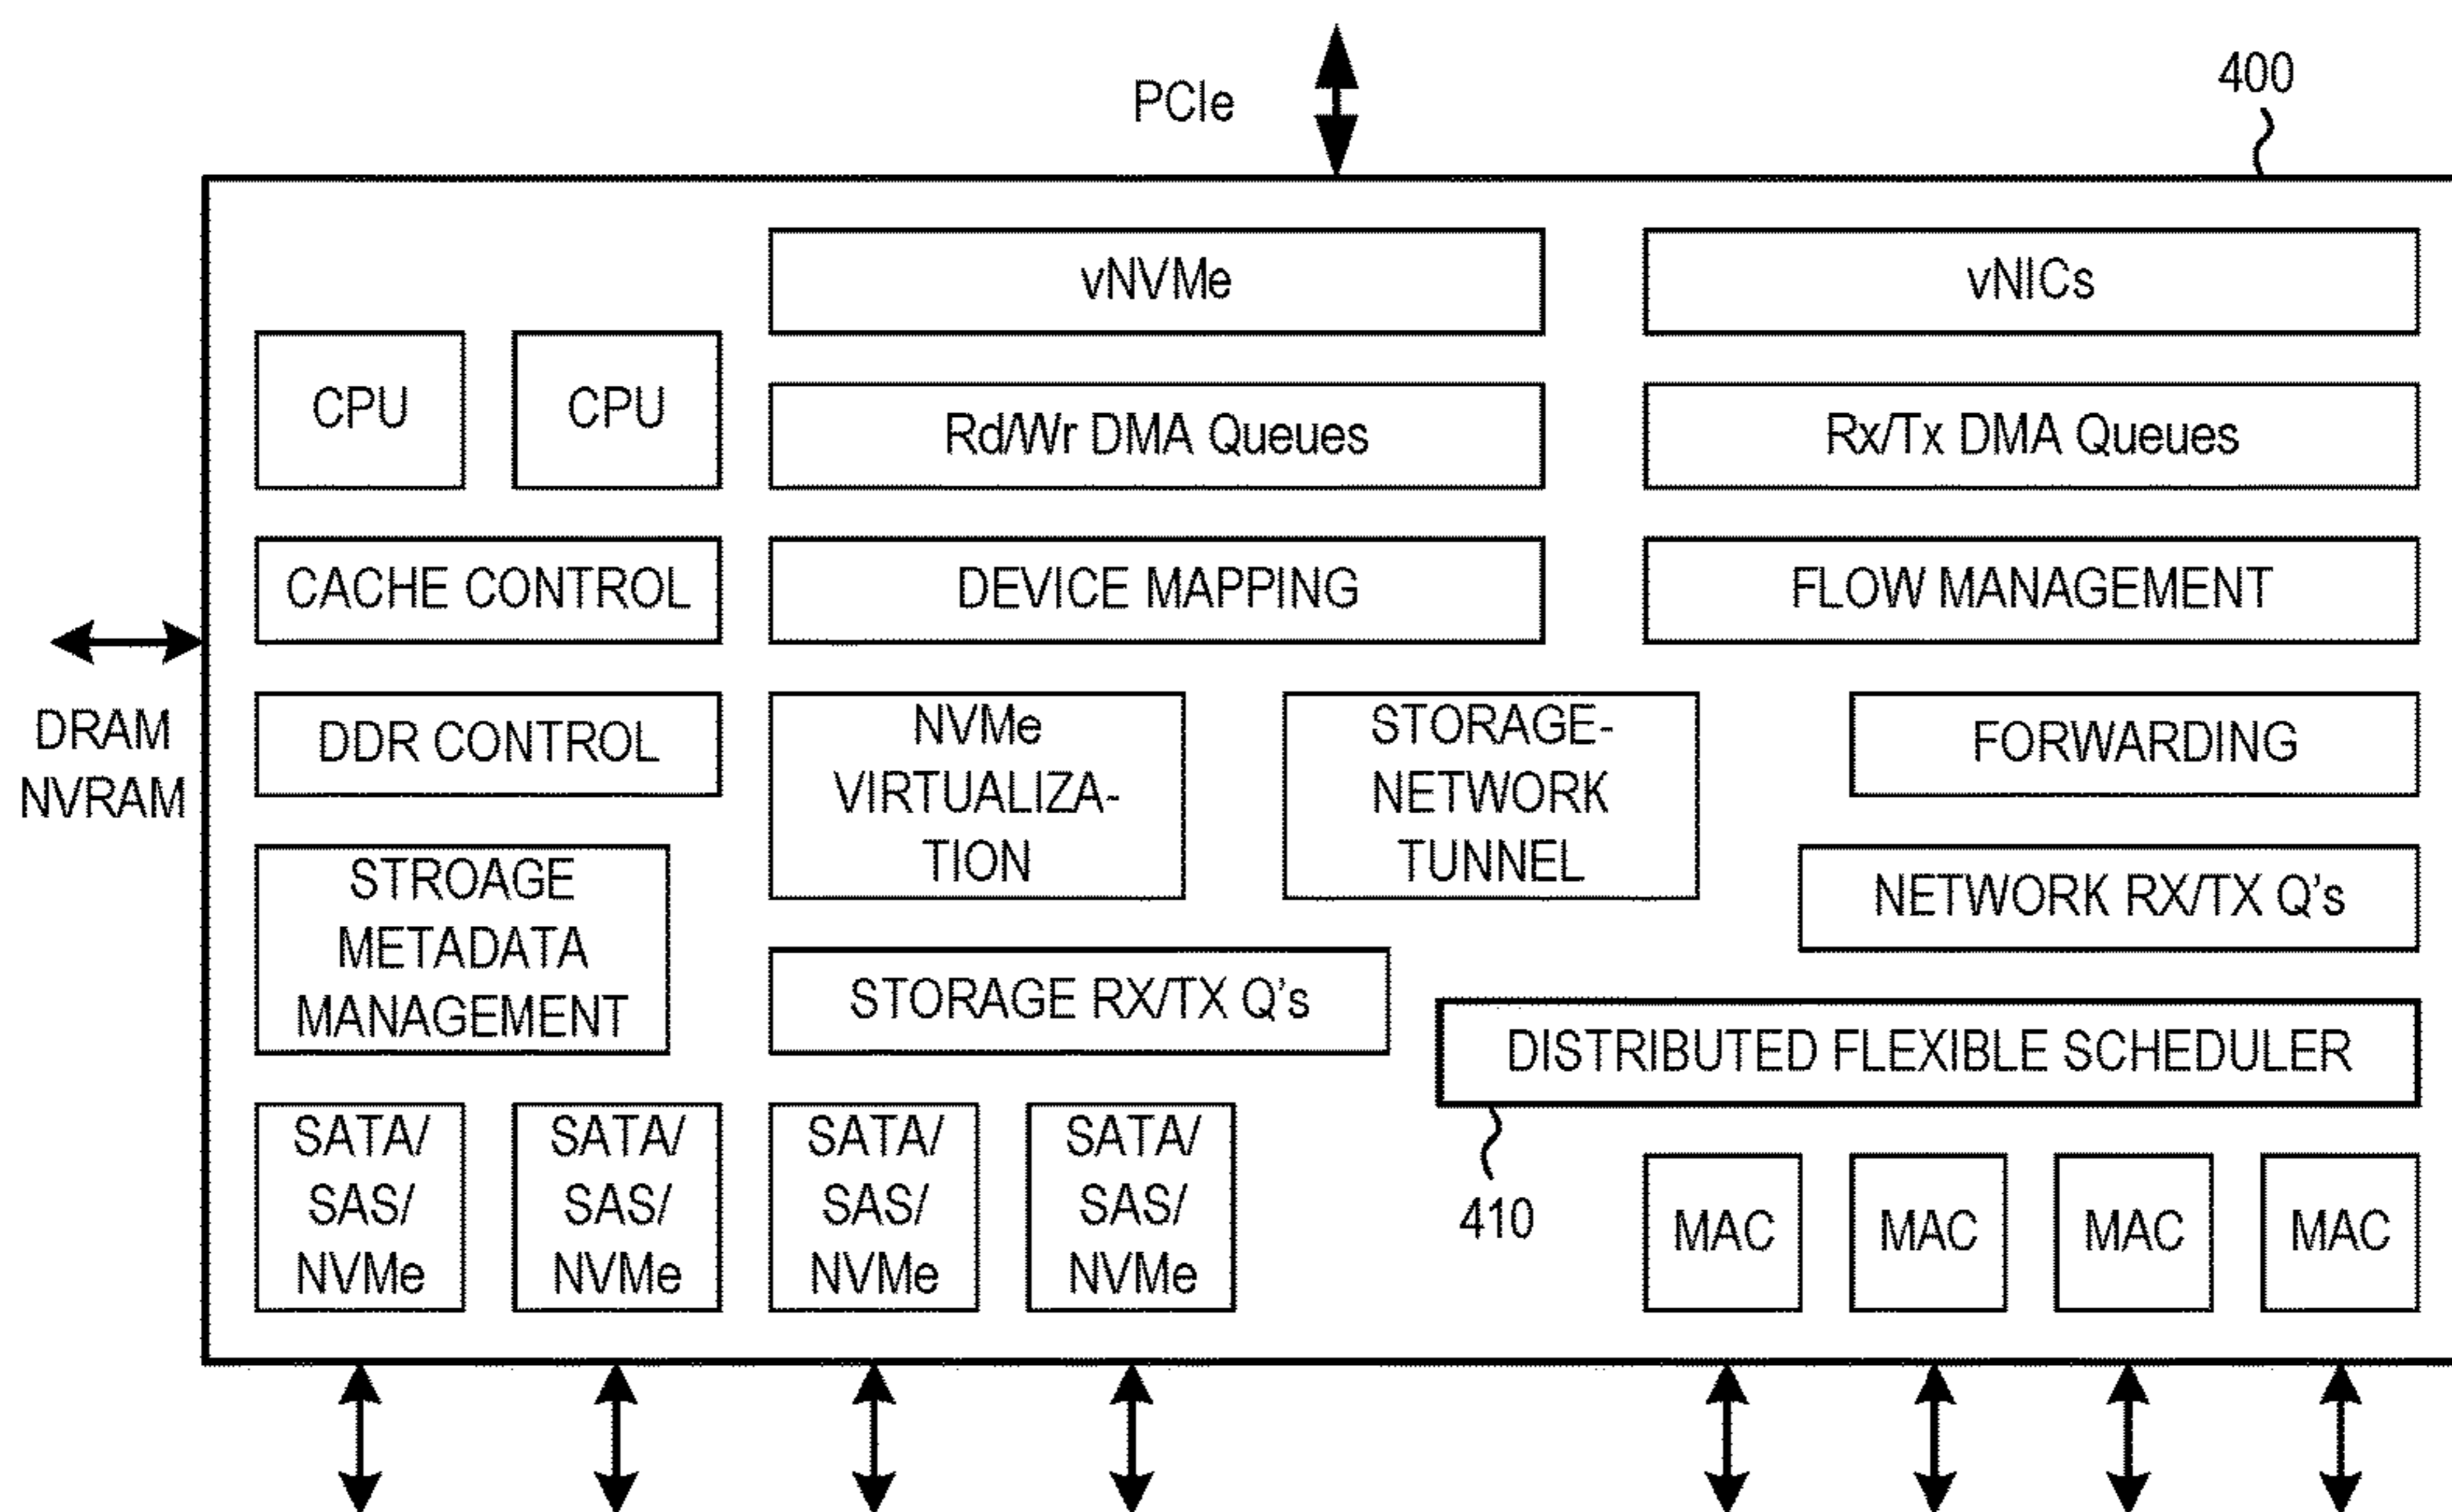 PCIe
400
vNVMe
vNICs
CPU
CPU
Rd/Wr DMA Queues
Rx/Tx DMA Queues
CACHE CONTROL
DEVICE MAPPING
FLOW MANAGEMENT
DRAM
NVRAM
DDR CONTROL
NVMe
VIRTUALIZA-
TION
STORAGE-
NETWORK
TUNNEL
FORWARDING
STROAGE
METADATA
MANAGEMENT
NETWORK RX/TX Q's
STORAGE RX/TX Q's
DISTRIBUTED FLEXIBLE SCHEDULER
410
SATA/
SAS/
NVMe
SATA/
SAS/
NVMe
SATA/
SAS/
NVMe
SATA/
SAS/
NVMe
MAC
MAC
MAC
MAC